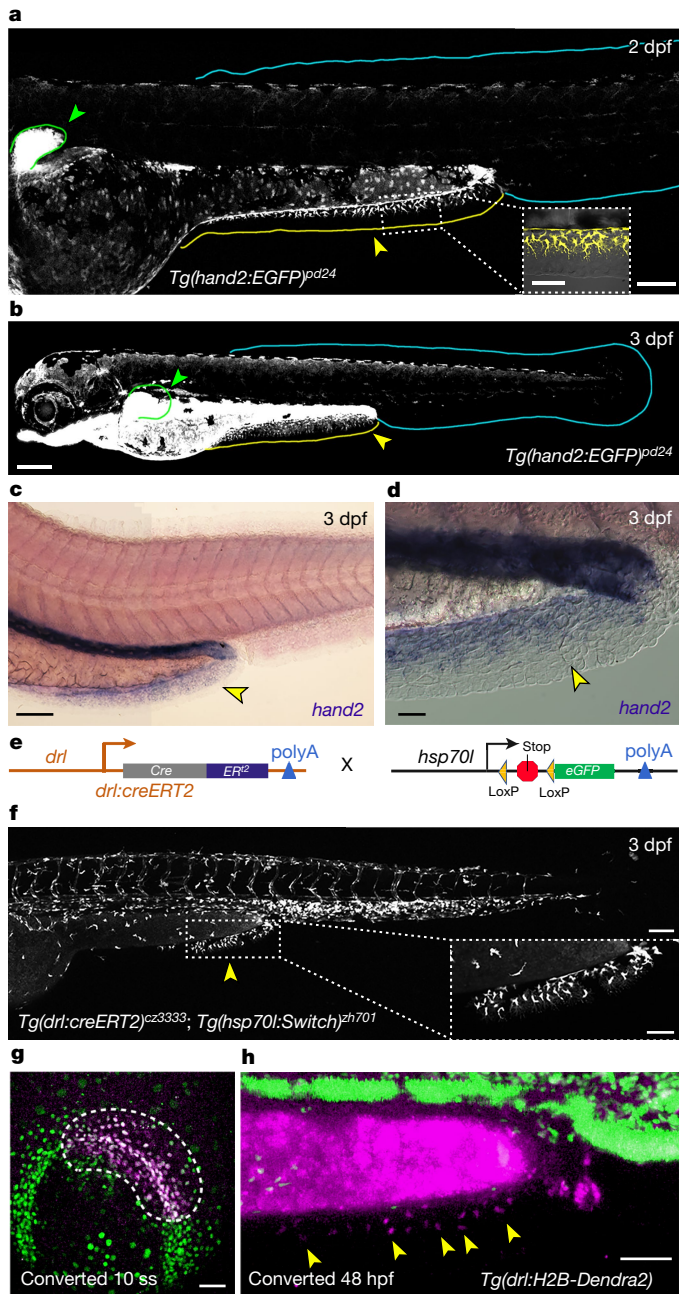 a
2 dpf
Tg(hand2:EGFP)pd24
b
3 dpf
Tg(hand2:EGFP)pd24
c
3 dpf
hand2
d
3 dpf
hand2
e
drl
Cre
ERt2
polyA
drl:creERT2
X
hsp70l
Stop
eGFP
polyA
LoxP
LoxP
f
3 dpf
Tg(drl:creERT2)cz3333; Tg(hsp70l:Switch)zh701
g
Converted 10 ss
h
Converted 48 hpf
Tg(drl:H2B-Dendra2)